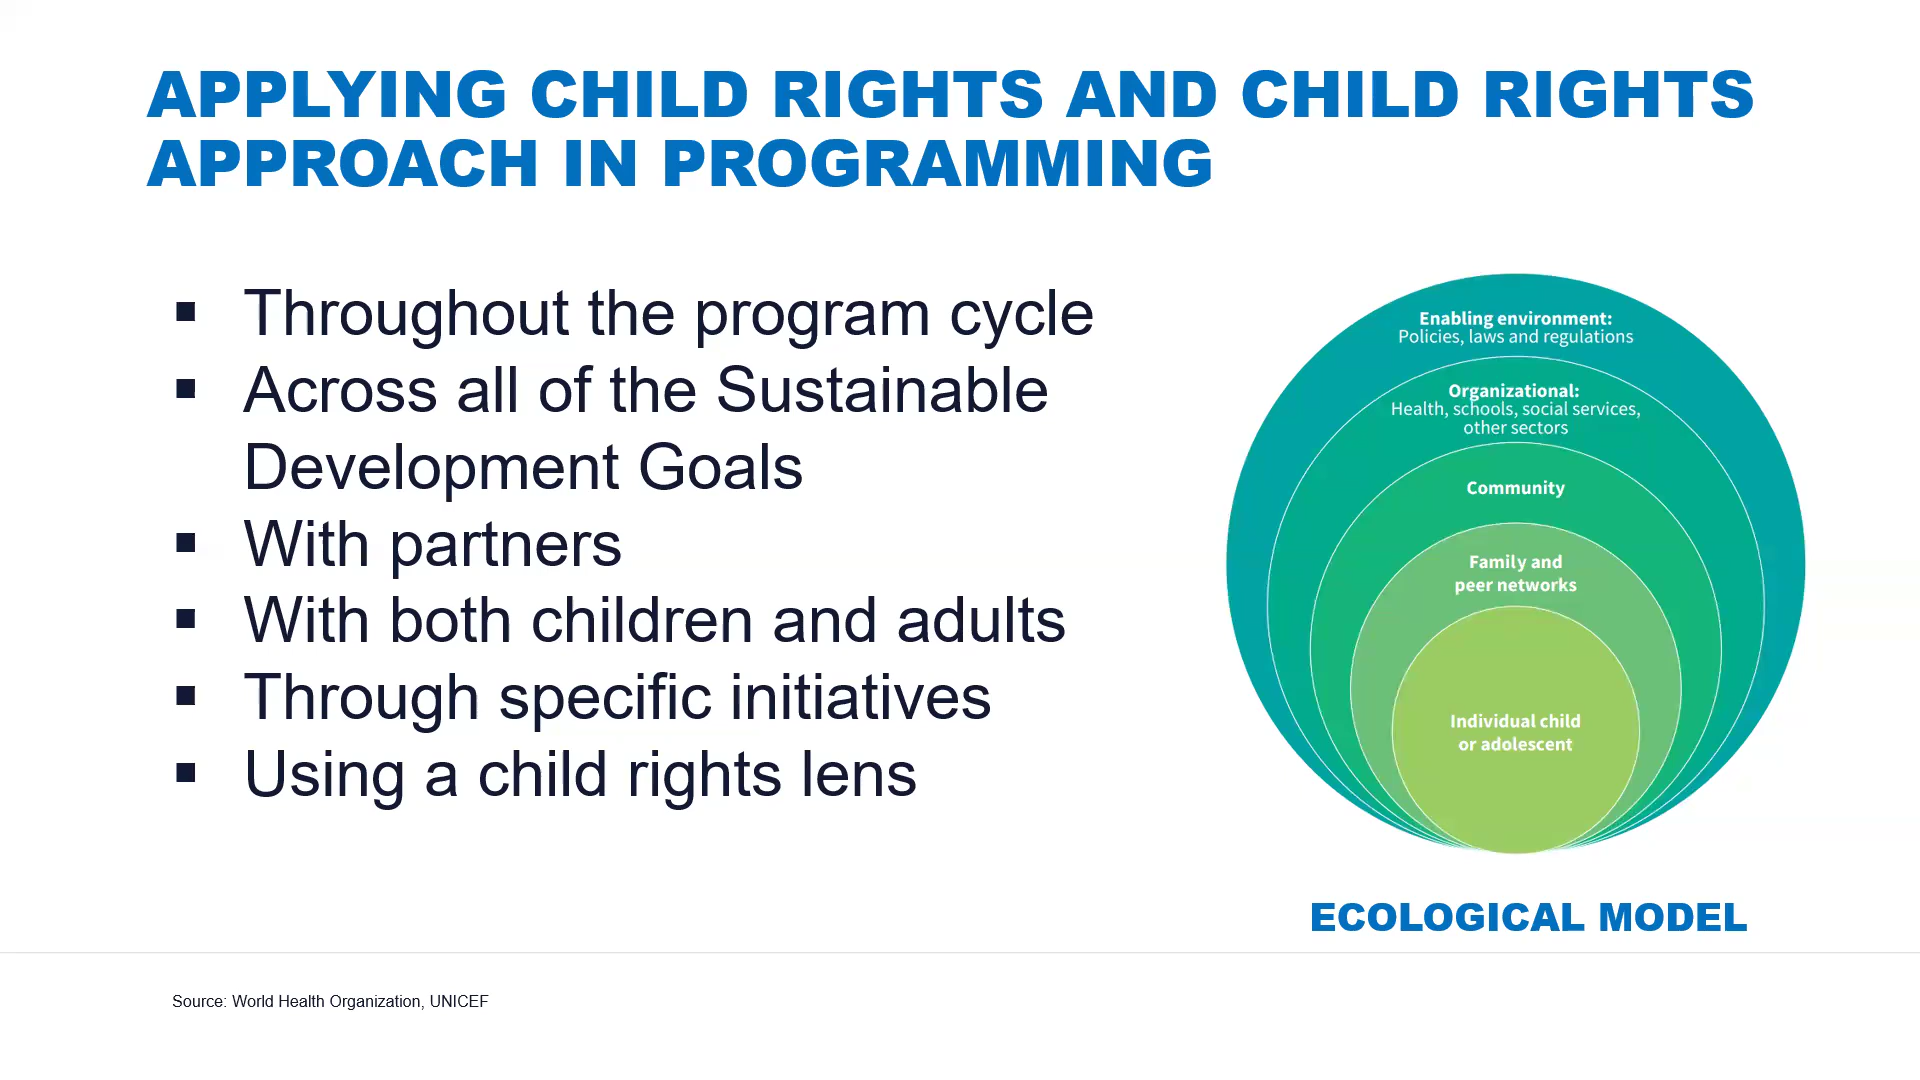 APPLYING CHILD RIGHTS AND CHILD RIGHTS
APPROACH IN PROGRAMMING
▪ Throughout the program cycle
▪ Across all of the Sustainable
Development Goals
▪ With partners
▪ With both children and adults
▪ Through specific initiatives
▪ Using a child rights lens
Enabling environment:
Policies, laws and regulations
Organizational:
Health, schools, social services,
other sectors
Community
Family and
peer networks
Individual child
or adolescent
ECOLOGICAL MODEL
Source: World Health Organization, UNICEF